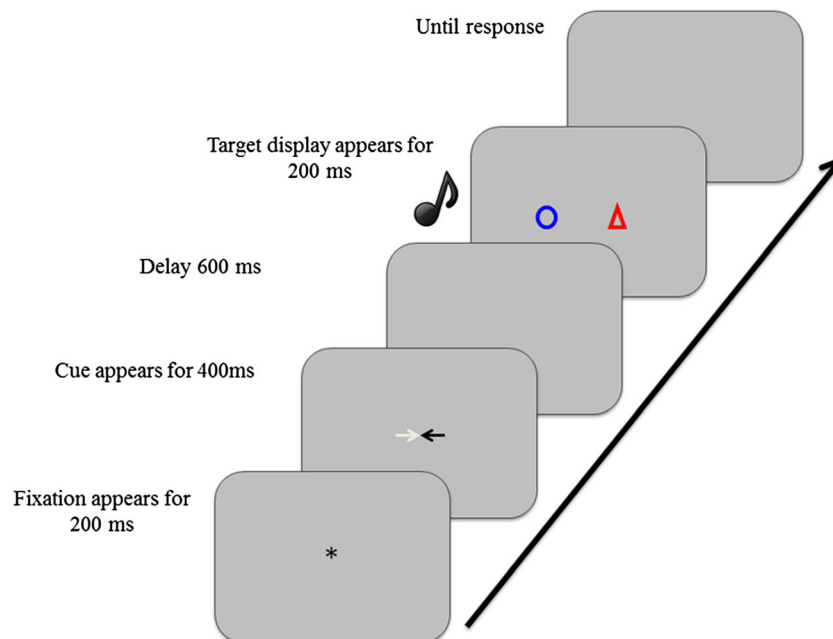 Until response
Target display appears for
200 ms
Delay 600 ms
Cue appears for 400ms
Fixation appears for
200 ms
*